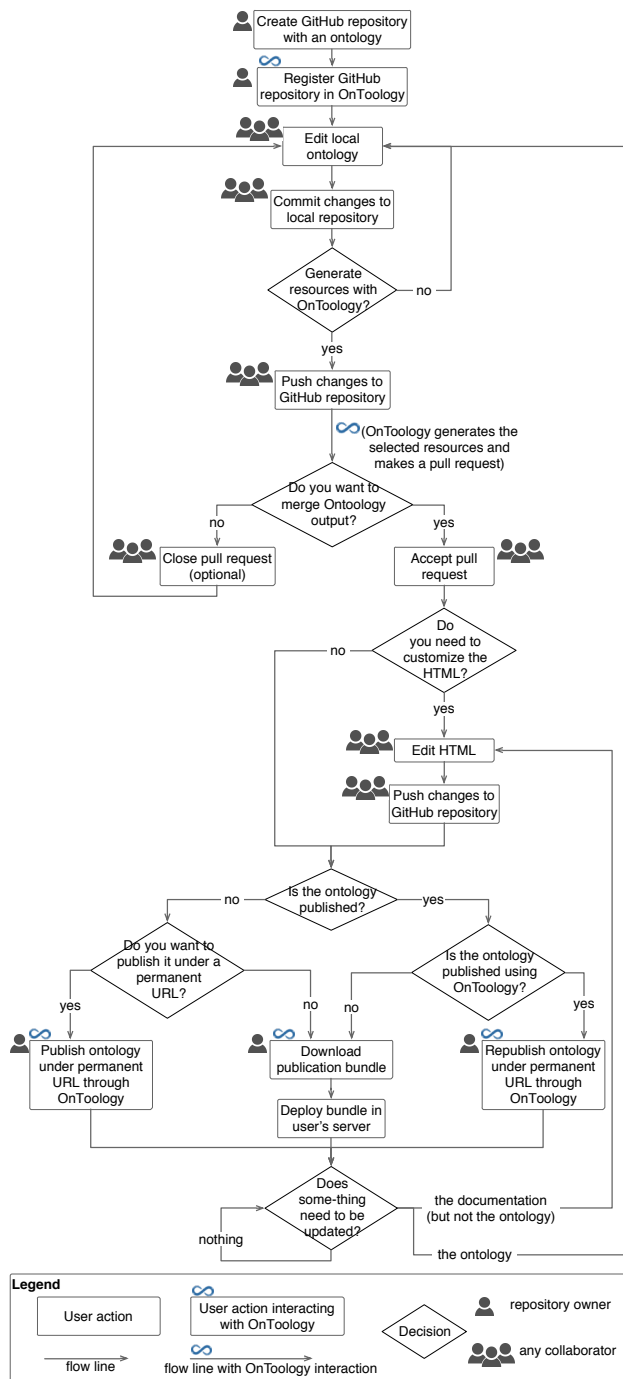 Create GitHub repository
with an ontology
Register GitHub
repository in OnToology
Edit local
ontology
Commit changes to
local repository
Generate
resources with
OnToology?
no
yes
Push changes to
GitHub repository
(OnToology generates the
selected resources and
makes a pull request)
Do you want to
merge Ontoology
output?
no
yes
Close pull request
(optional)
Accept pull
request
Do
you need to
customize the
HTML?
no
yes
Edit HTML
Push changes to
GitHub repository
Is the ontology
published?
no
yes
Do you want to
publish it under a
permanent
URL?
Is the ontology
published using
OnToology?
yes
no
no
yes
Publish ontology
under permanent
URL through
OnToology
Download
publication bundle
Republish ontology
under permanent
URL through
OnToology
Deploy bundle in
user's server
Does
some-thing
need to be
updated?
nothing
the documentation
(but not the ontology)
the ontology
Legend
User action
User action interacting
with OnToology
Decision
repository owner
any collaborator
flow line
flow line with OnToology interaction